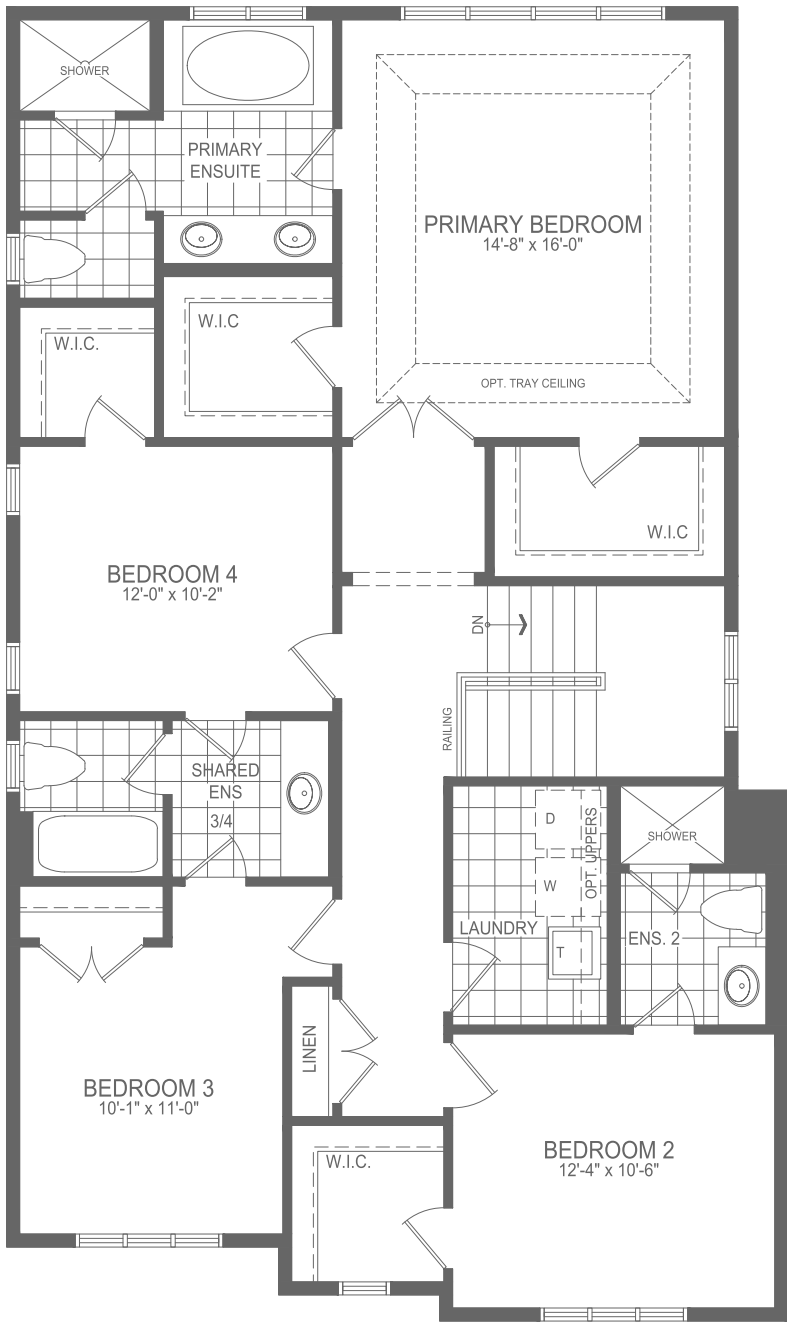 SHOWER
PRIMARY
ENSUITE
PRIMARY BEDROOM
14'-8" x 16'-0"
W.I.C
W.I.C.
OPT. TRAY CEILING
W.I.C
BEDROOM 4
12'-0" x 10'-2"
DN
RAILING
SHARED
ENS
3/4
D
OPT. UPPERS
W
SHOWER
LAUNDRY
T
ENS. 2
LINEN
BEDROOM 3
10'-1" x 11'-0"
BEDROOM 2
12'-4" x 10'-6"
W.I.C.